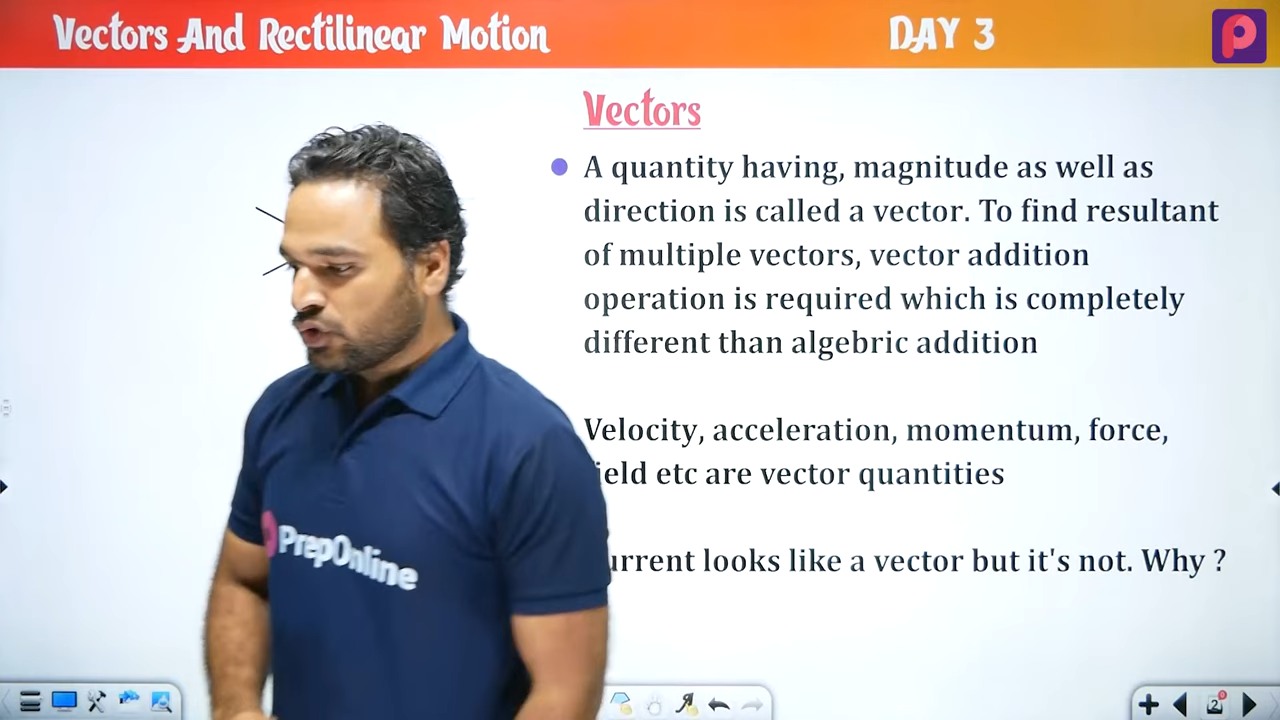 Vectors And Rectilinear Motion
DAY 3
Vectors
A quantity having, magnitude as well as
direction is called a vector. To find resultant
of multiple vectors, vector addition
operation is required which is completely
different than algebric addition
Velocity, acceleration, momentum, force,
ield etc are vector quantities
urrent looks like a vector but it's not. Why ?
PrepOnline